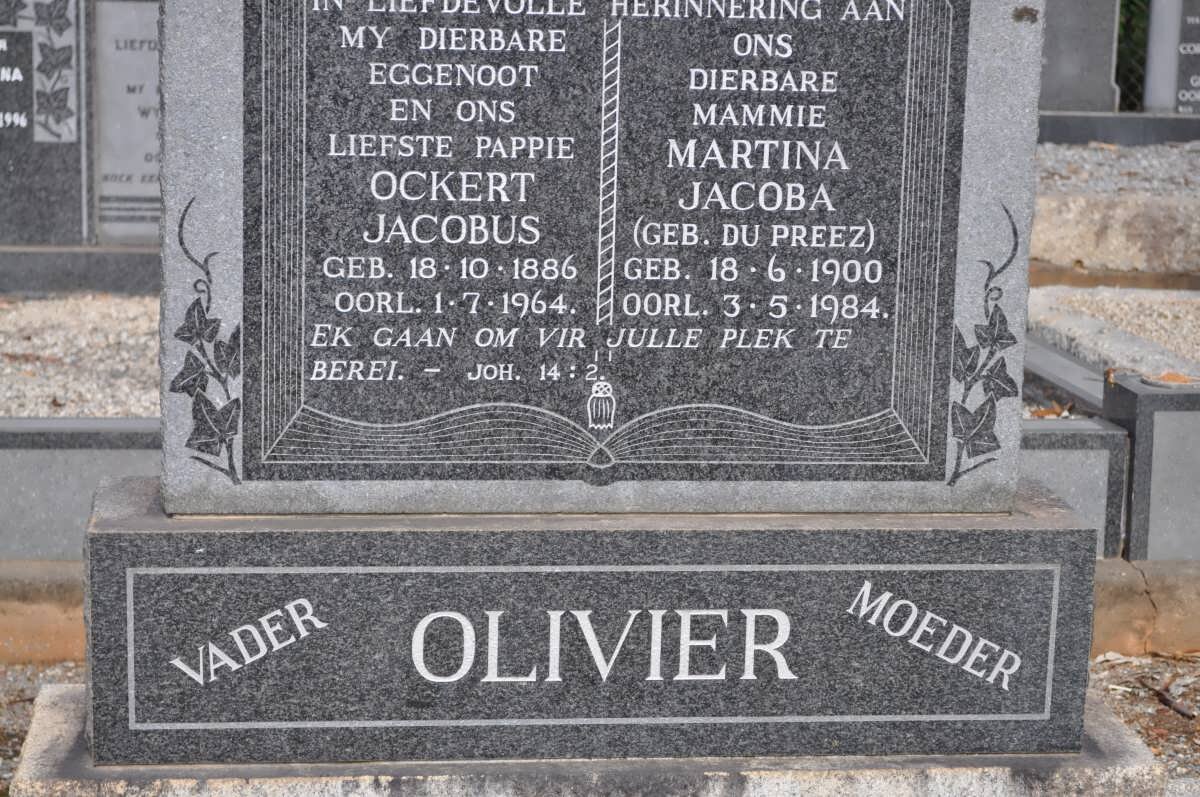 IN LIEFDEVOLLE HERINNERING AAN
MY DIERBARE
EGGENOOT
EN ONS
LIEFSTE PAPPIE
OCKERT
JACOBUS
GEB. 18·10·1886
OORL. 1·7·1964.
ONS
DIERBARE
MAMMIE
MARTINA
JACOBA
(GEB. DU PREEZ)
GEB. 18·6·1900
OORL. 3·5·1984.
EK GAAN OM VIR JULLE PLEK TE
BEREI. – JOH. 14:2.
VADER OLIVIER MOEDER
1996